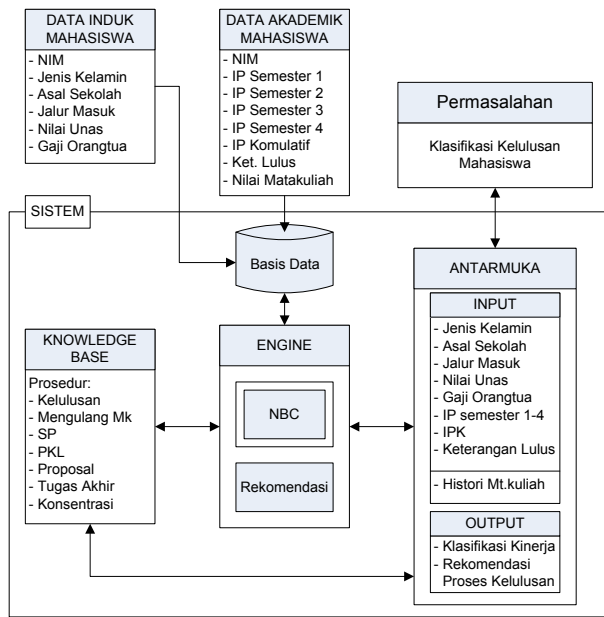 DATA INDUK
MAHASISWA
- NIM
- Jenis Kelamin
- Asal Sekolah
- Jalur Masuk
- Nilai Unas
- Gaji Orangtua
DATA AKADEMIK
MAHASISWA
- NIM
- IP Semester 1
- IP Semester 2
- IP Semester 3
- IP Semester 4
- IP Komulatif
- Ket. Lulus
- Nilai Matakuliah
Permasalahan
Klasifikasi Kelulusan
Mahasiswa
SISTEM
Basis Data
KNOWLEDGE
BASE
Prosedur:
- Kelulusan
- Mengulang Mk
- SP
- PKL
- Proposal
- Tugas Akhir
- Konsentrasi
ENGINE
NBC
Rekomendasi
ANTARMUKA
INPUT
- Jenis Kelamin
- Asal Sekolah
- Jalur Masuk
- Nilai Unas
- Gaji Orangtua
- IP semester 1-4
- IPK
- Keterangan Lulus
- Histori Mt.kuliah
OUTPUT
- Klasifikasi Kinerja
- Rekomendasi
Proses Kelulusan